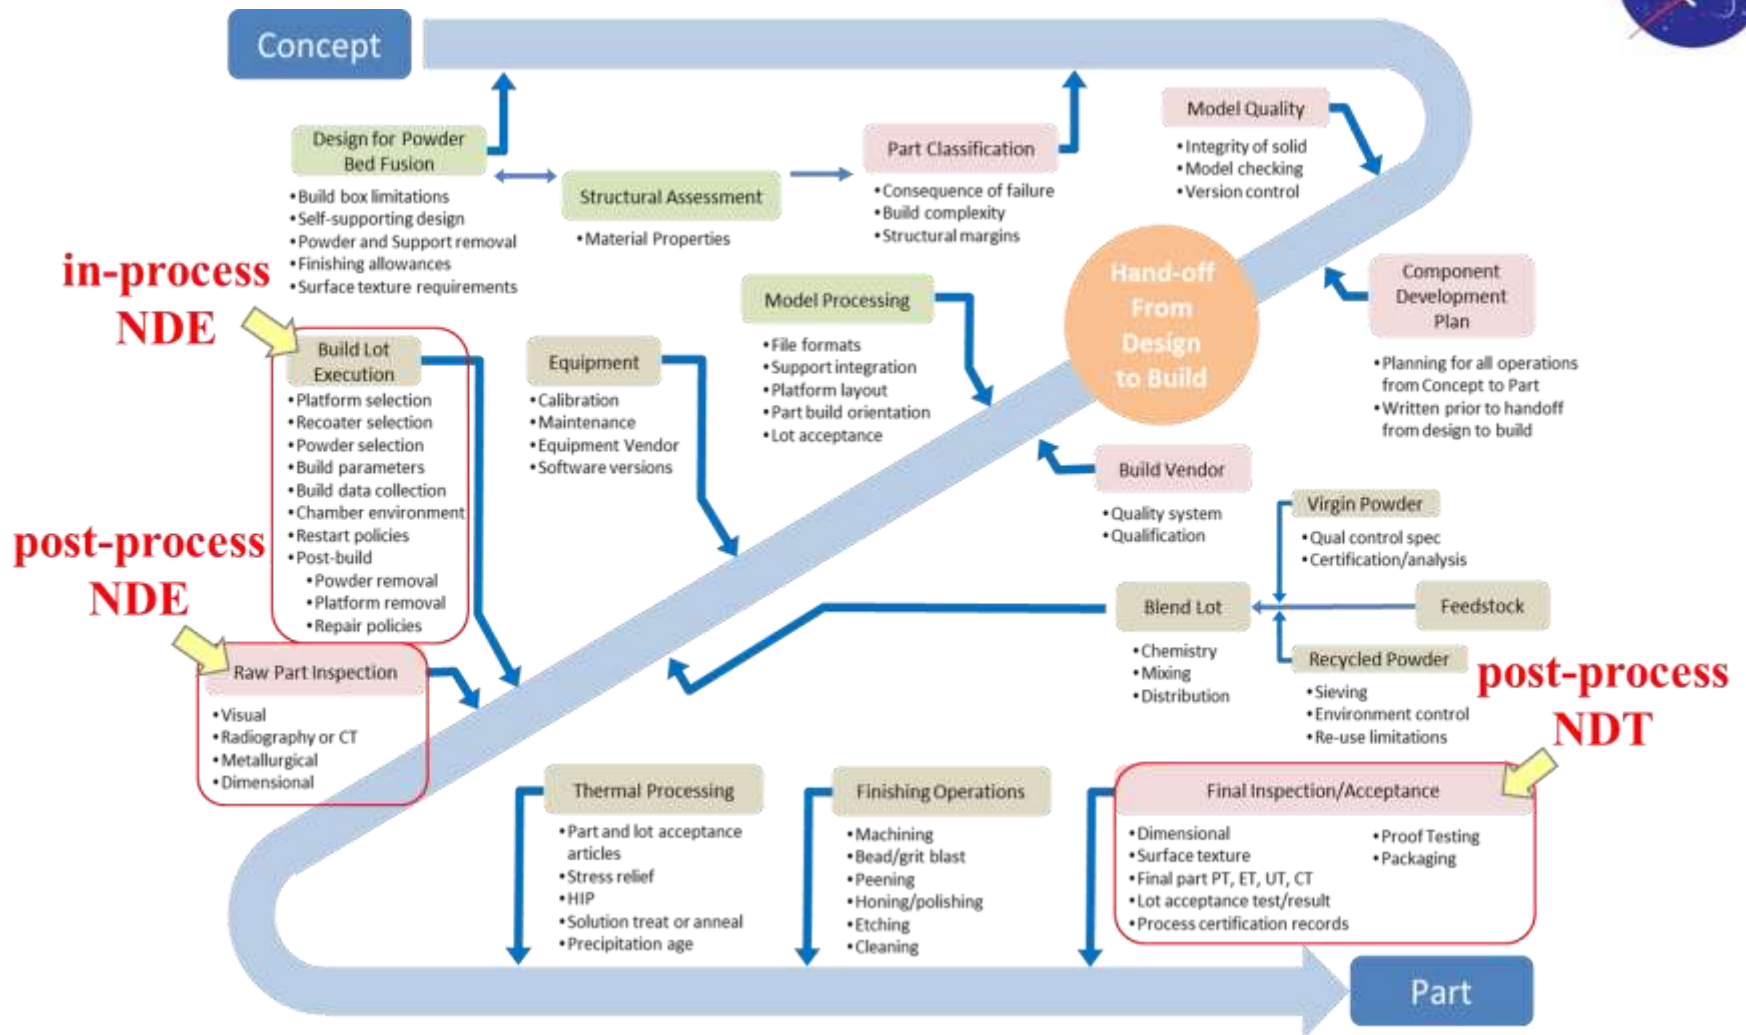 Concept
Design for Powder
Bed Fusion
•Build box limitations
•Self-supporting design
•Powder and Support removal
•Finishing allowances
•Surface texture requirements
Structural Assessment
•Material Properties
Part Classification
•Consequence of failure
•Build complexity
•Structural margins
Model Quality
•Integrity of solid
•Model checking
•Version control
Hand-off
From
Design
to Build
Component
Development
Plan
•Planning for all operations
from Concept to Part
•Written prior to handoff
from design to build
in-process
NDE
Build Lot
Execution
•Platform selection
•Recoater selection
•Powder selection
•Build parameters
•Build data collection
•Chamber environment
•Restart policies
•Post-build
•Powder removal
•Platform removal
•Repair policies
Equipment
•Calibration
•Maintenance
•Equipment Vendor
•Software versions
Model Processing
•File formats
•Support integration
•Platform layout
•Part build orientation
•Lot acceptance
Build Vendor
•Quality system
•Qualification
Virgin Powder
•Qual control spec
•Certification/analysis
Blend Lot
•Chemistry
•Mixing
•Distribution
Feedstock
Recycled Powder
•Sieving
•Environment control
•Re-use limitations
post-process
NDE
Raw Part Inspection
•Visual
•Radiography or CT
•Metallurgical
•Dimensional
post-process
NDT
Thermal Processing
•Part and lot acceptance
articles
•Stress relief
•HIP
•Solution treat or anneal
•Precipitation age
Finishing Operations
•Machining
•Bead/grit blast
•Peening
•Honing/polishing
•Etching
•Cleaning
Final Inspection/Acceptance
•Dimensional
•Surface texture
•Final part PT, ET, UT, CT
•Lot acceptance test/result
•Process certification records
•Proof Testing
•Packaging
Part